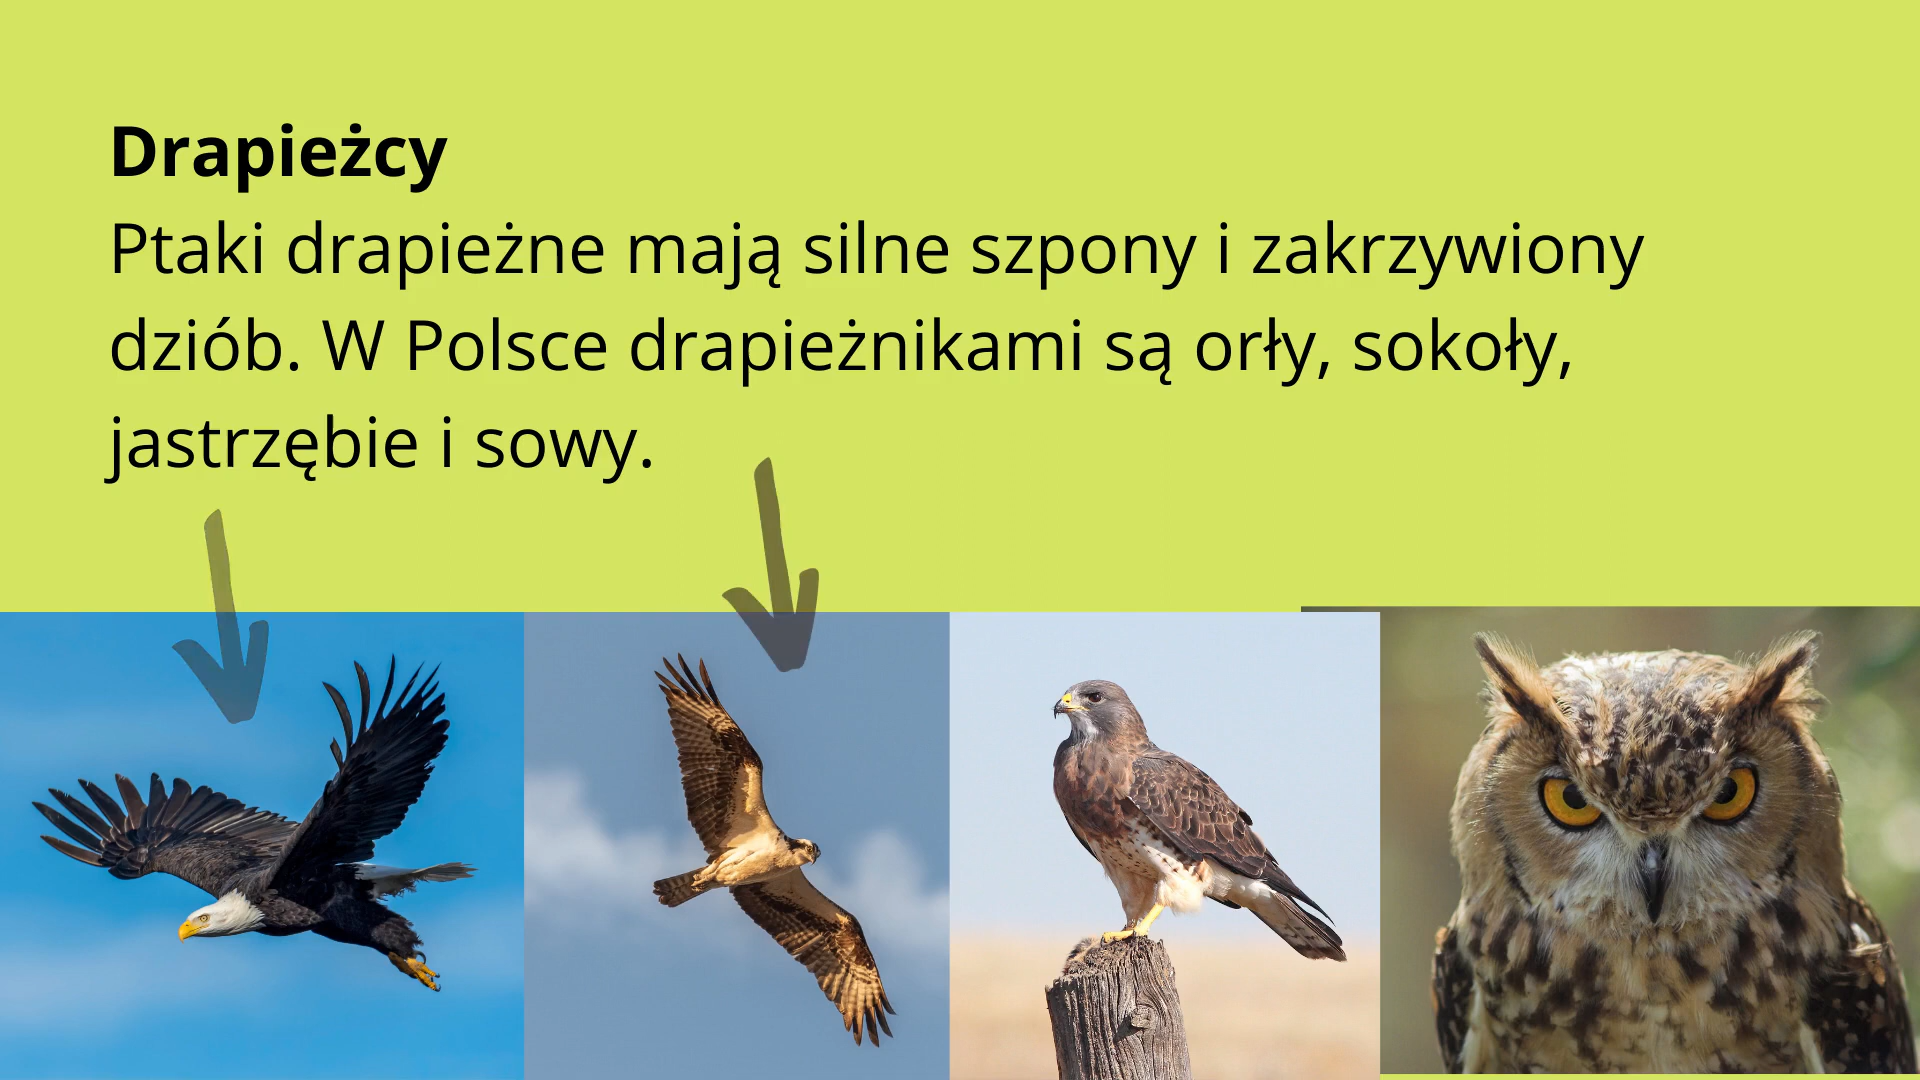 Drapieżcy
Ptaki drapieżne mają silne szpony i zakrzywiony
dziób. W Polsce drapieżnikami są orły, sokoły,
jastrzębie i sowy.